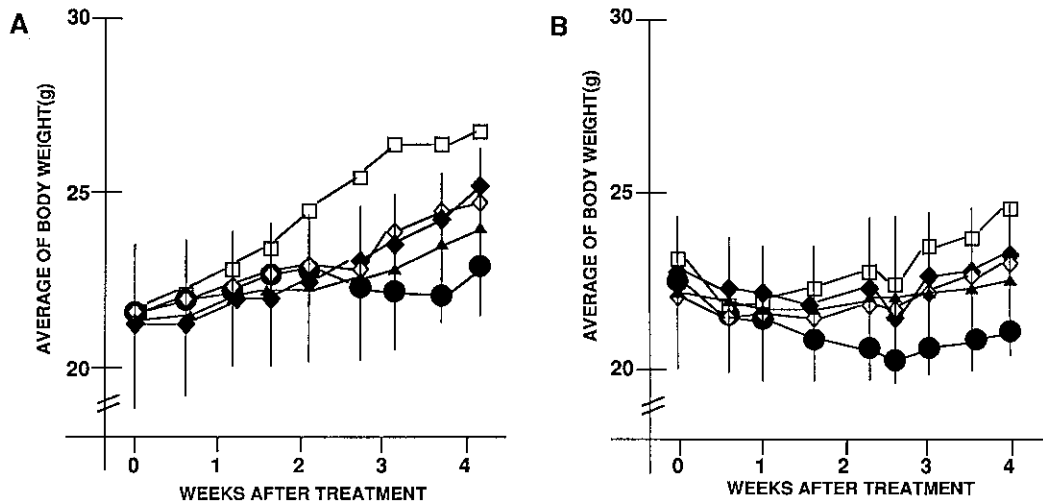 A
AVERAGE OF BODY WEIGHT(g)
30
25
20
0 1 2 3 4
WEEKS AFTER TREATMENT
B
AVERAGE OF BODY WEIGHT(g)
30
25
20
0 1 2 3 4
WEEKS AFTER TREATMENT